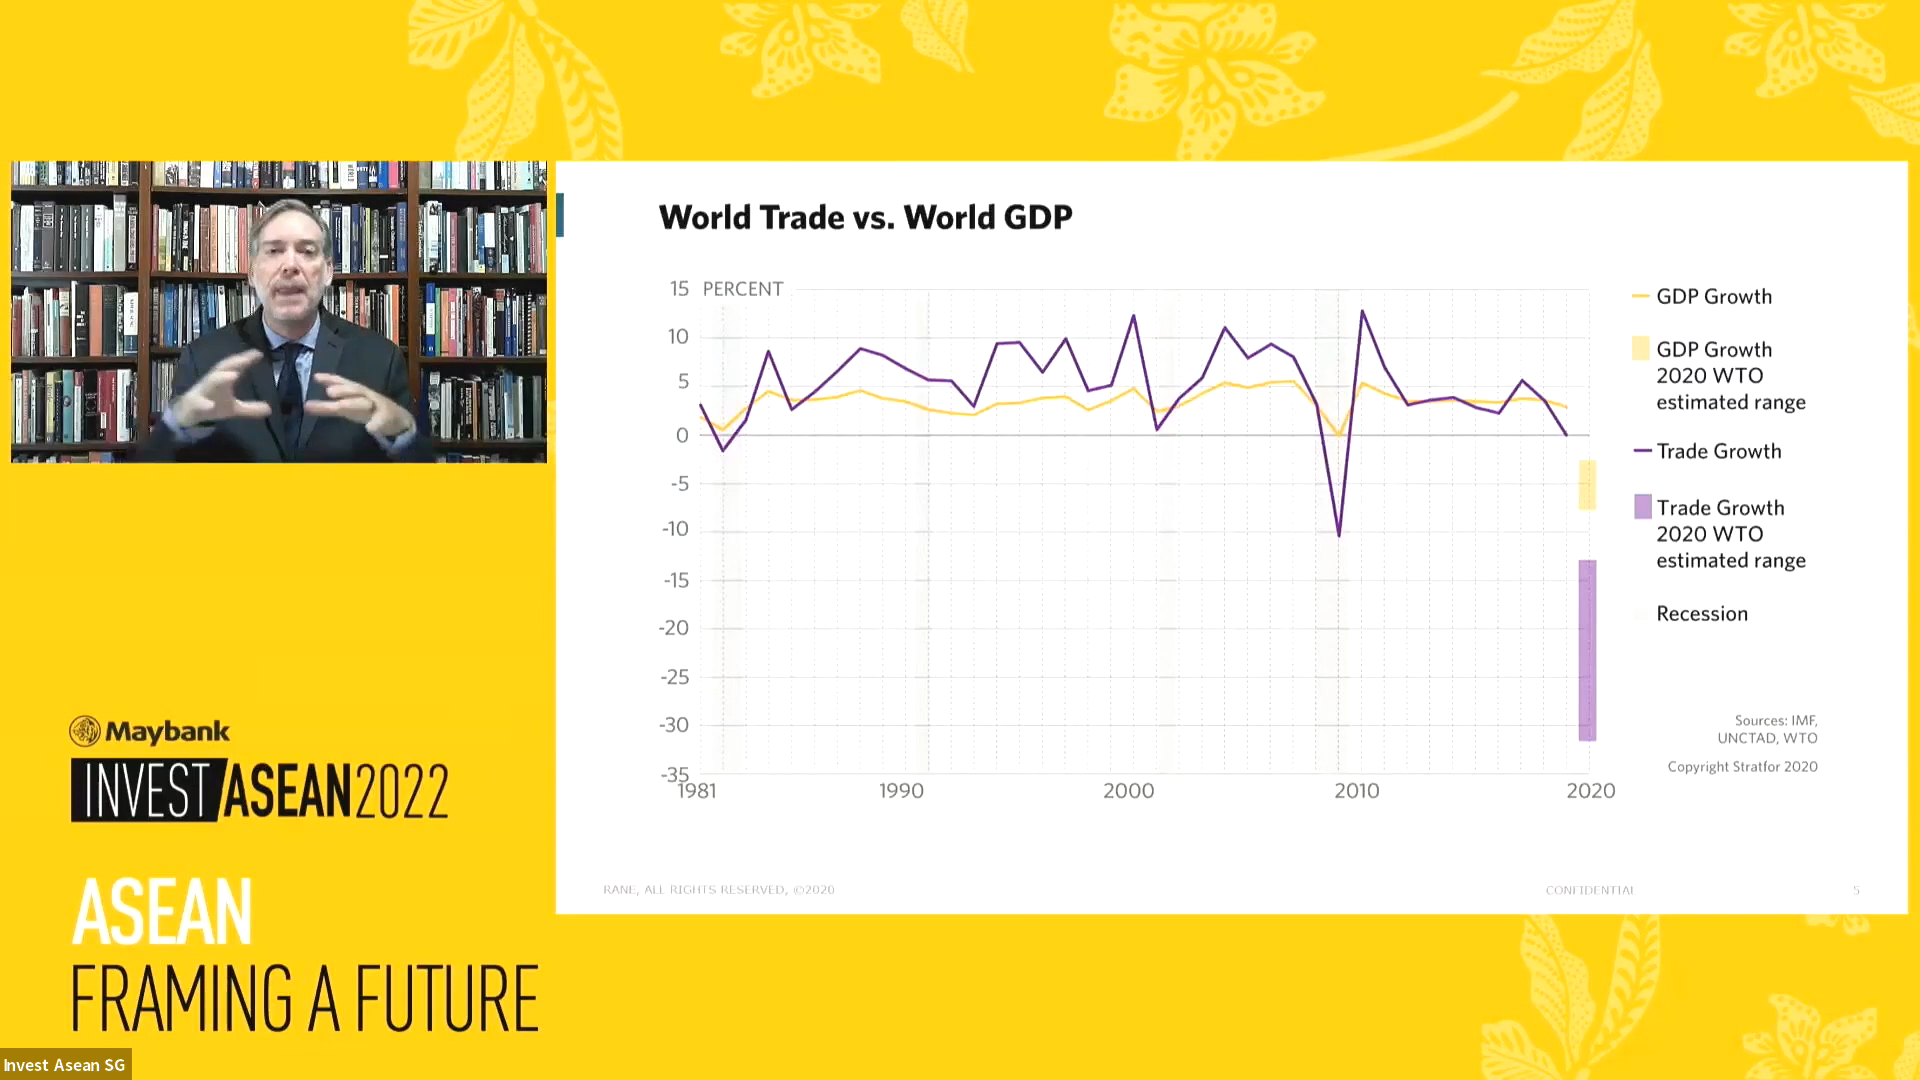 World Trade vs. World GDP
15 PERCENT
10
5
0
-5
-10
-15
-20
-25
-30
-35
1981 1990 2000 2010 2020
GDP Growth
GDP Growth
2020 WTO
estimated range
Trade Growth
Trade Growth
2020 WTO
estimated range
Recession
Sources: IMF,
UNCTAD, WTO
Copyright Stratfor 2020
RANE, ALL RIGHTS RESERVED, ©2020 CONFIDENTIAL 5
Maybank
INVEST ASEAN2022
ASEAN
FRAMING A FUTURE
Invest Asean SG